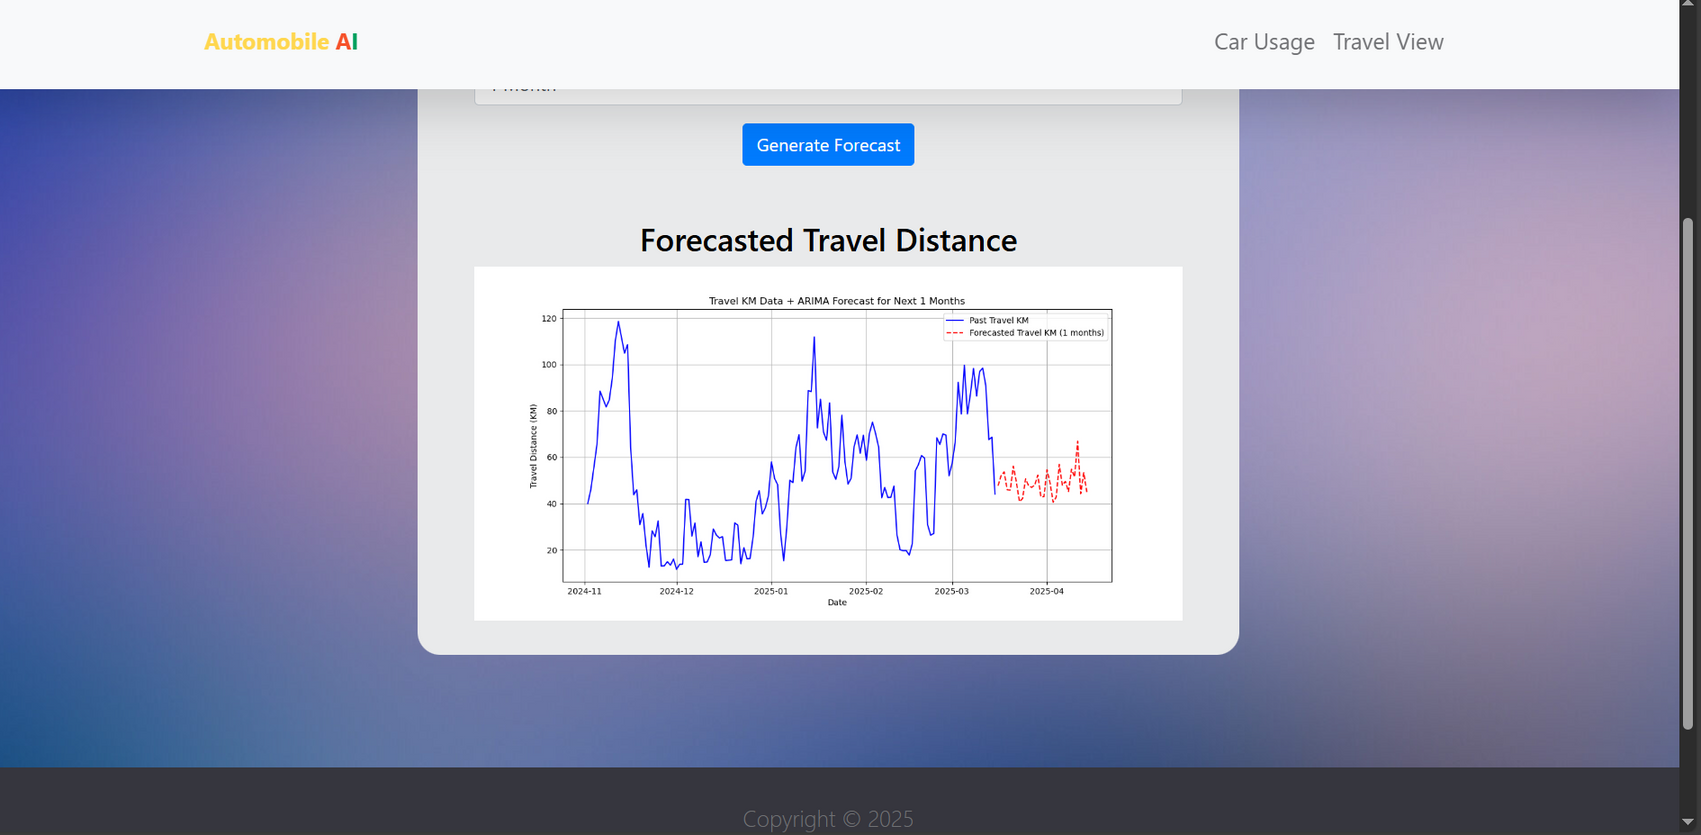 Automobile AI
Car Usage Travel View
Generate Forecast
Forecasted Travel Distance
Travel KM Data + ARIMA Forecast for Next 1 Months
Past Travel KM
Forecasted Travel KM (1 months)
Travel Distance (KM)
120
100
80
60
40
20
2024-11 2024-12 2025-01 2025-02 2025-03 2025-04
Date
Copyright © 2025